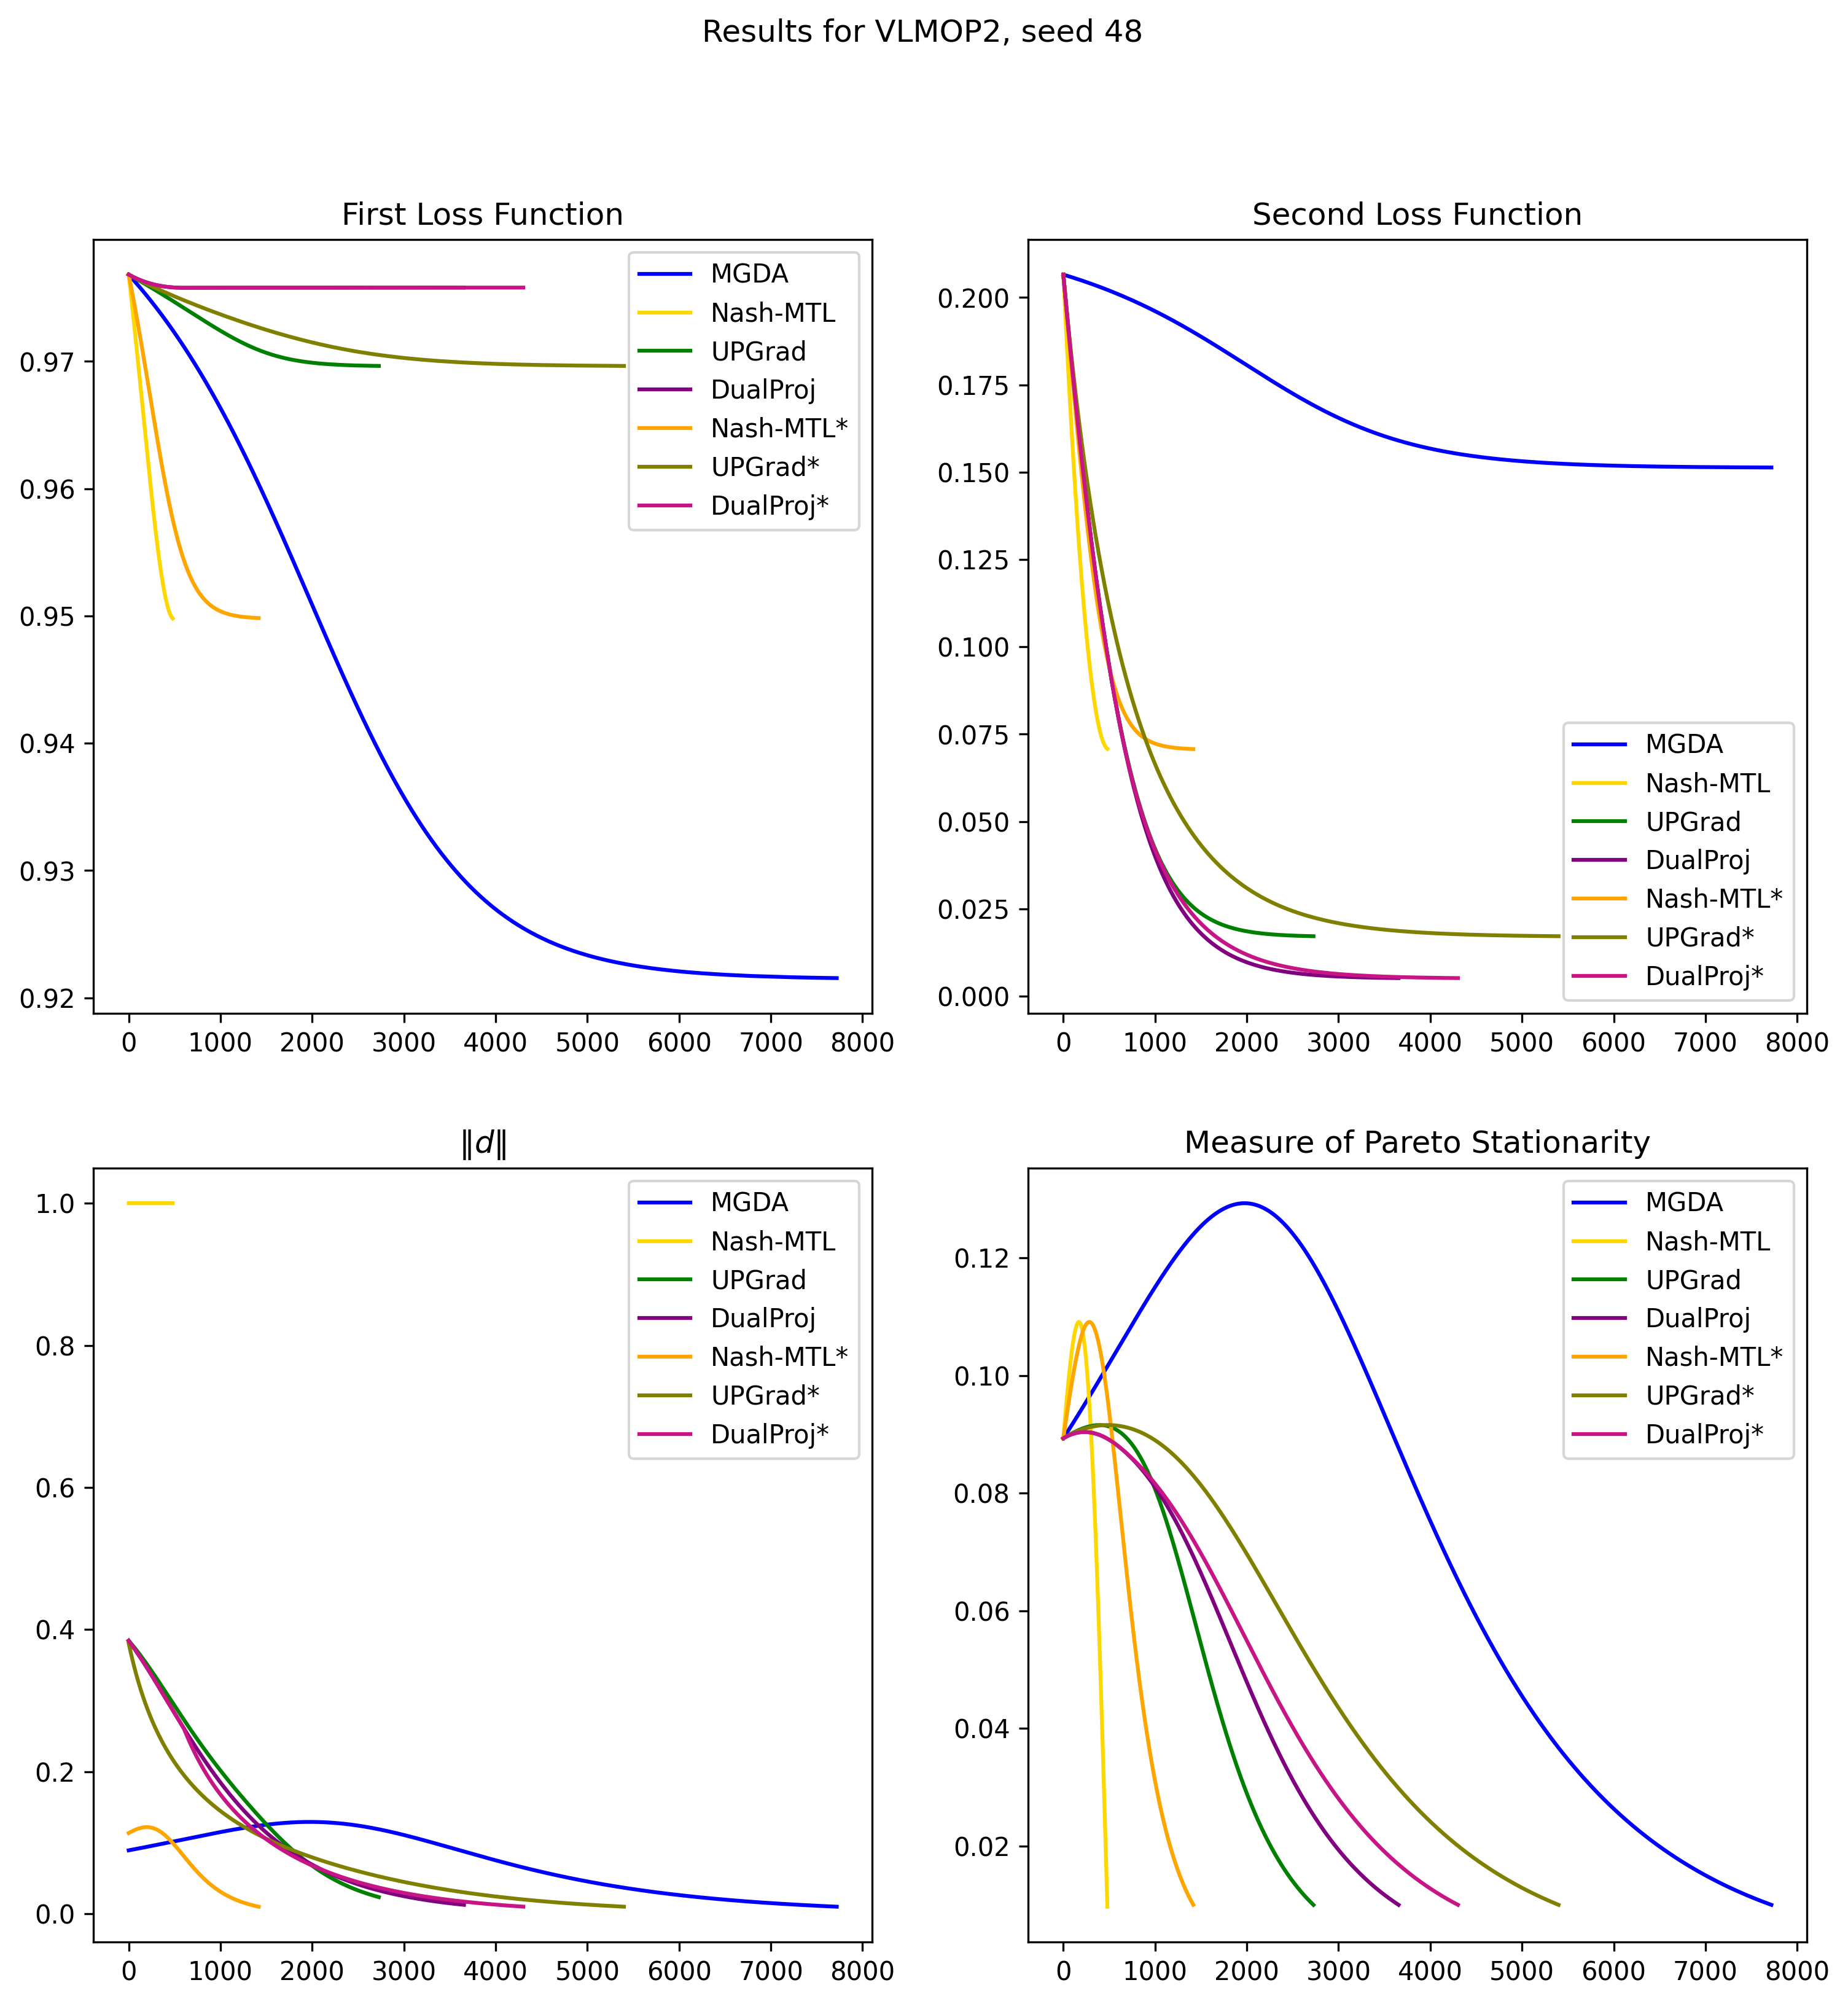 Results for VLMOP2, seed 48
First Loss Function
0.97
0.96
0.95
0.94
0.93
0.92
0 1000 2000 3000 4000 5000 6000 7000 8000
MGDA
Nash-MTL
UPGrad
DualProj
Nash-MTL*
UPGrad*
DualProj*
Second Loss Function
0.200
0.175
0.150
0.125
0.100
0.075
0.050
0.025
0.000
0 1000 2000 3000 4000 5000 6000 7000 8000
MGDA
Nash-MTL
UPGrad
DualProj
Nash-MTL*
UPGrad*
DualProj*
‖d‖
1.0
0.8
0.6
0.4
0.2
0.0
0 1000 2000 3000 4000 5000 6000 7000 8000
MGDA
Nash-MTL
UPGrad
DualProj
Nash-MTL*
UPGrad*
DualProj*
Measure of Pareto Stationarity
0.12
0.10
0.08
0.06
0.04
0.02
0 1000 2000 3000 4000 5000 6000 7000 8000
MGDA
Nash-MTL
UPGrad
DualProj
Nash-MTL*
UPGrad*
DualProj*